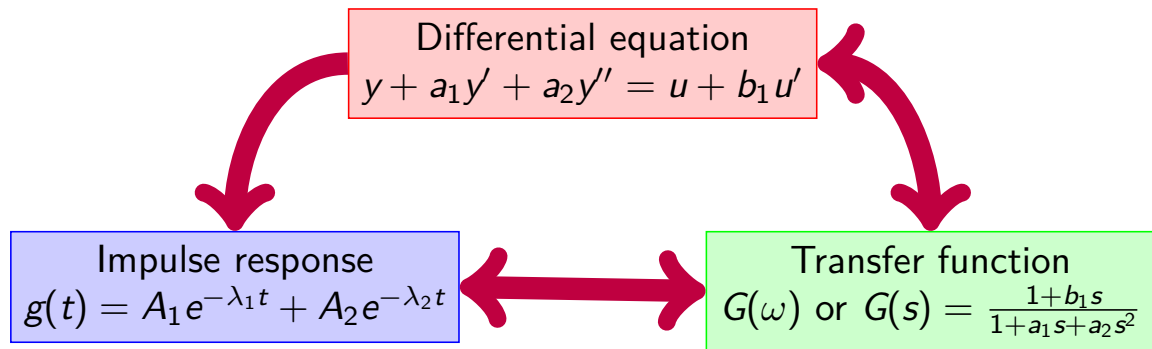 Differential equation
y + a₁y′ + a₂y″ = u + b₁u′
Impulse response
g(t) = A₁e^{−λ₁t} + A₂e^{−λ₂t}
Transfer function
G(ω) or G(s) = \frac{1+b₁s}{1+a₁s+a₂s²}